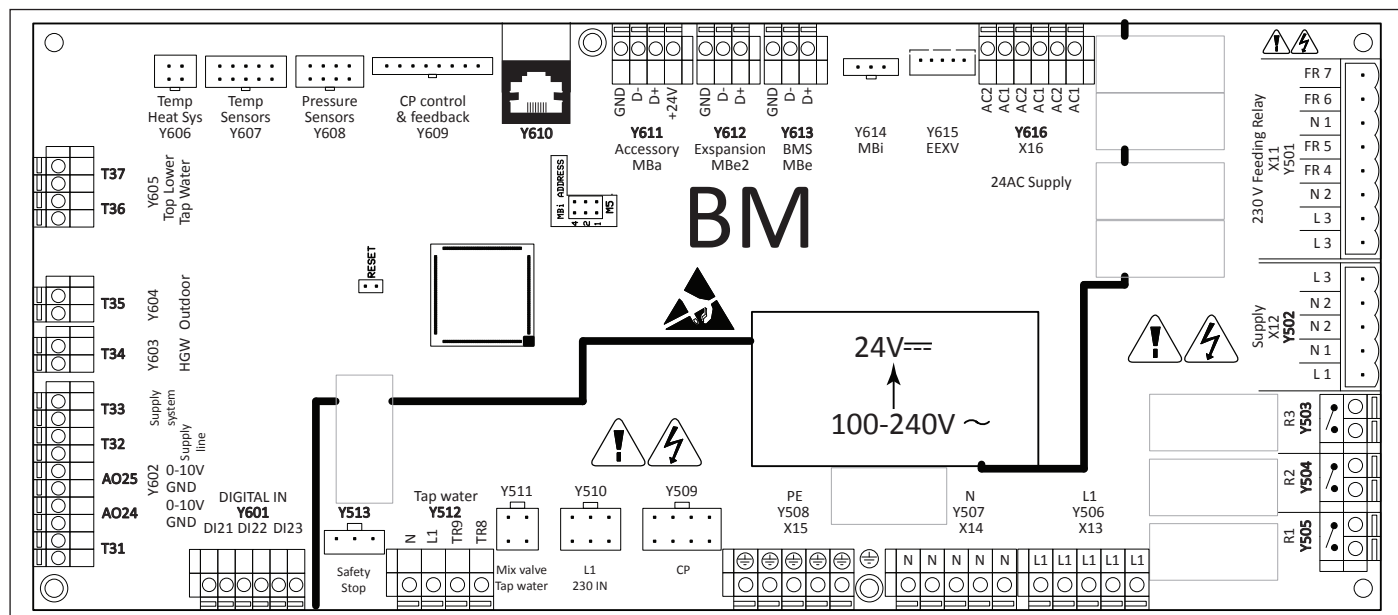 Temp
Heat Sys
Y606
Temp
Sensors
Y607
Pressure
Sensors
Y608
CP control
& feedback
Y609
Y610
GND
D-
D+
+24V
Y611
Accessory
MBa
GND
D-
D+
Y612
Exspansion
MBe2
GND
D-
D+
Y613
BMS
MBe
Y614
MBi
Y615
EEXV
AC2
AC1
AC2
AC1
AC2
AC1
Y616
X16
24AC Supply
FR 7
FR 6
N 1
FR 5
FR 4
N 2
L 3
L 3
230 V Feeding Relay
X11
Y501
T37
T36
Y605
Top Lower
Tap Water
MBi ADDRESS
4 2 1
M5
BM
RESET
T35
Y604
Outdoor
T34
Y603
HGW
T33
Supply
system
T32
Supply
line
AO25
Y602
0-10V
GND
AO24
0-10V
GND
T31
24V
100-240V ~
L 3
N 2
N 2
N 1
L 1
Supply
X12
Y502
R3
Y503
R2
Y504
R1
Y505
DIGITAL IN
Y601
DI21 DI22 DI23
Y513
Safety
Stop
Tap water
Y512
N
L1
TR9
TR8
Y511
Mix valve
Tap water
Y510
L1
230 IN
Y509
CP
PE
Y508
X15
N
Y507
X14
N N N N N
L1
Y506
X13
L1 L1 L1 L1 L1